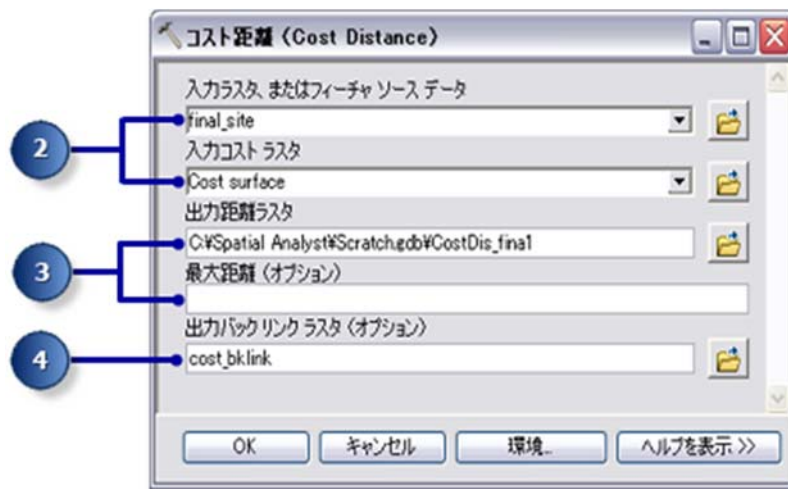 コスト距離 (Cost Distance)
入力ラスタ、またはフィーチャ ソース データ
final_site
2
入力コスト ラスタ
Cost surface
出力距離ラスタ
C:¥Spatial Analyst¥Scratch.gdb¥CostDis_fina1
3
最大距離 (オプション)
出力バック リンク ラスタ (オプション)
4
cost_bklink
OK
キャンセル
環境...
ヘルプを表示 >>